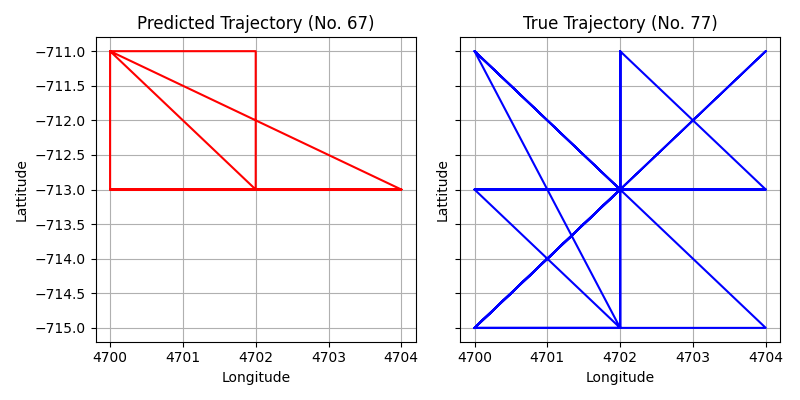 Predicted Trajectory (No. 67)
Lattitude
−711.0
−711.5
−712.0
−712.5
−713.0
−713.5
−714.0
−714.5
−715.0
4700 4701 4702 4703 4704
Longitude
True Trajectory (No. 77)
Lattitude
4700 4701 4702 4703 4704
Longitude